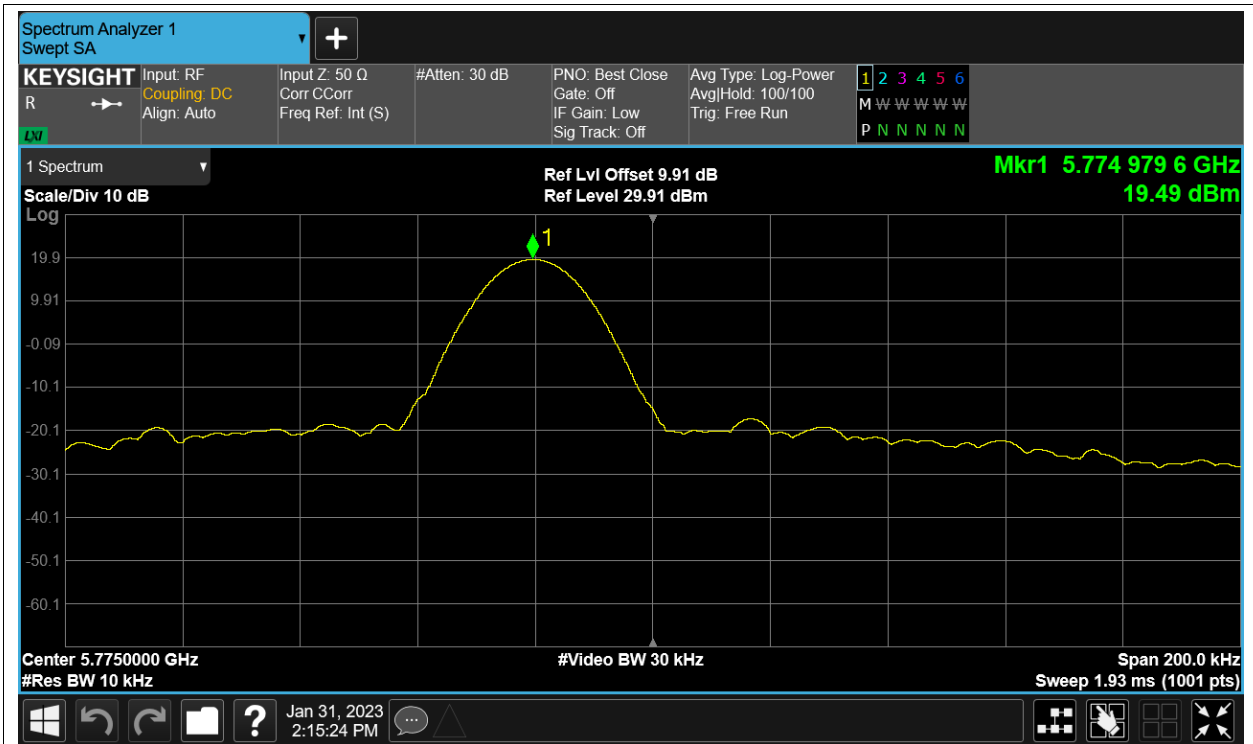 Spectrum Analyzer 1
Swept SA
KEYSIGHT
R
LXI
Input: RF
Coupling: DC
Align: Auto
Input Z: 50 Ω
Corr CCorr
Freq Ref: Int (S)
#Atten: 30 dB
PNO: Best Close
Gate: Off
IF Gain: Low
Sig Track: Off
Avg Type: Log-Power
Avg|Hold: 100/100
Trig: Free Run
1 2 3 4 5 6
M W W W W W W
P N N N N N
1 Spectrum
Scale/Div 10 dB
Log
Ref Lvl Offset 9.91 dB
Ref Level 29.91 dBm
Mkr1 5.774 979 6 GHz
19.49 dBm
1
19.9
9.91
-0.09
-10.1
-20.1
-30.1
-40.1
-50.1
-60.1
Center 5.7750000 GHz
#Res BW 10 kHz
#Video BW 30 kHz
Span 200.0 kHz
Sweep 1.93 ms (1001 pts)
?
Jan 31, 2023
2:15:24 PM